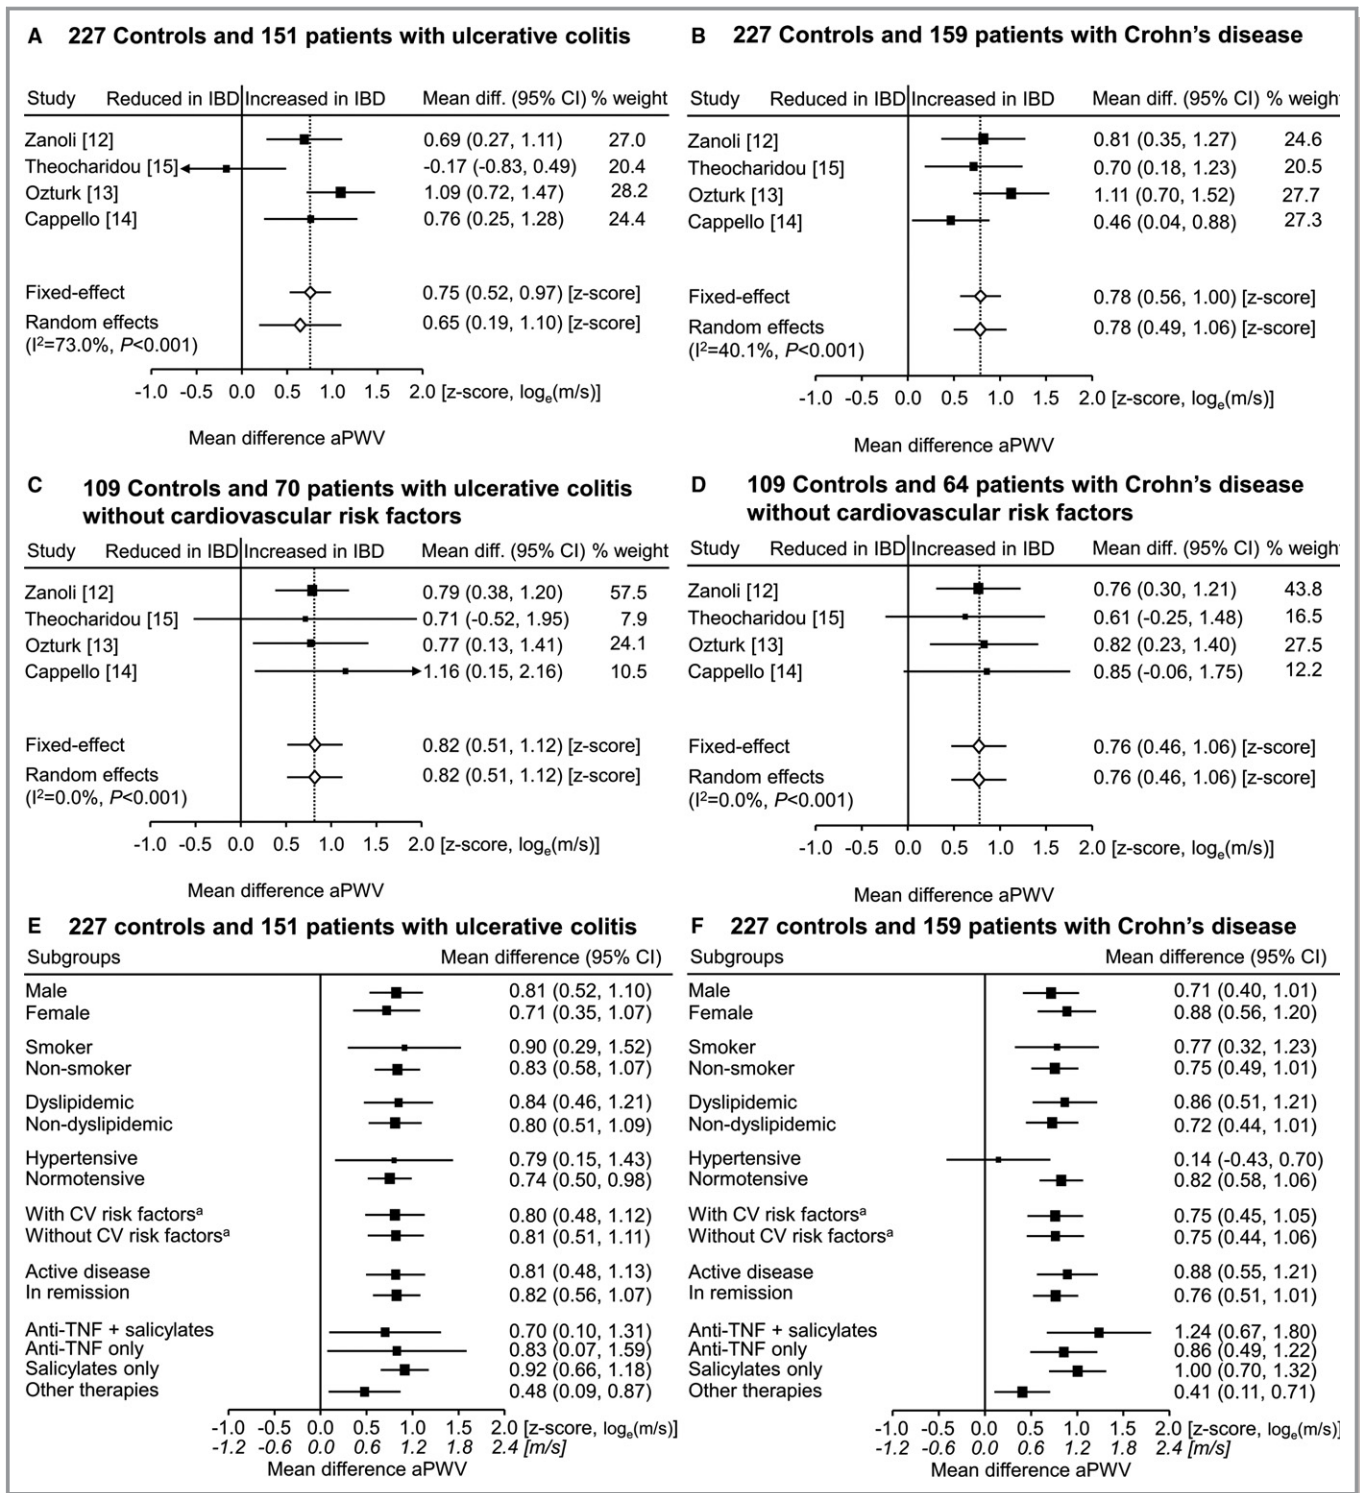 A 227 Controls and 151 patients with ulcerative colitis
Study Reduced in IBD Increased in IBD Mean diff. (95% CI) % weight
Zanoli [12] 0.69 (0.27, 1.11) 27.0
Theocharidou [15] -0.17 (-0.83, 0.49) 20.4
Ozturk [13] 1.09 (0.72, 1.47) 28.2
Cappello [14] 0.76 (0.25, 1.28) 24.4
Fixed-effect 0.75 (0.52, 0.97) [z-score]
Random effects 0.65 (0.19, 1.10) [z-score]
(I²=73.0%, P<0.001)
-1.0 -0.5 0.0 0.5 1.0 1.5 2.0 [z-score, logₑ(m/s)]
Mean difference aPWV
B 227 Controls and 159 patients with Crohn’s disease
Study Reduced in IBD Increased in IBD Mean diff. (95% CI) % weight
Zanoli [12] 0.81 (0.35, 1.27) 24.6
Theocharidou [15] 0.70 (0.18, 1.23) 20.5
Ozturk [13] 1.11 (0.70, 1.52) 27.7
Cappello [14] 0.46 (0.04, 0.88) 27.3
Fixed-effect 0.78 (0.56, 1.00) [z-score]
Random effects 0.78 (0.49, 1.06) [z-score]
(I²=40.1%, P<0.001)
-1.0 -0.5 0.0 0.5 1.0 1.5 2.0 [z-score, logₑ(m/s)]
Mean difference aPWV
C 109 Controls and 70 patients with ulcerative colitis
without cardiovascular risk factors
Study Reduced in IBD Increased in IBD Mean diff. (95% CI) % weight
Zanoli [12] 0.79 (0.38, 1.20) 57.5
Theocharidou [15] 0.71 (-0.52, 1.95) 7.9
Ozturk [13] 0.77 (0.13, 1.41) 24.1
Cappello [14] 1.16 (0.15, 2.16) 10.5
Fixed-effect 0.82 (0.51, 1.12) [z-score]
Random effects 0.82 (0.51, 1.12) [z-score]
(I²=0.0%, P<0.001)
-1.0 -0.5 0.0 0.5 1.0 1.5 2.0 [z-score, logₑ(m/s)]
Mean difference aPWV
D 109 Controls and 64 patients with Crohn’s disease
without cardiovascular risk factors
Study Reduced in IBD Increased in IBD Mean diff. (95% CI) % weight
Zanoli [12] 0.76 (0.30, 1.21) 43.8
Theocharidou [15] 0.61 (-0.25, 1.48) 16.5
Ozturk [13] 0.82 (0.23, 1.40) 27.5
Cappello [14] 0.85 (-0.06, 1.75) 12.2
Fixed-effect 0.76 (0.46, 1.06) [z-score]
Random effects 0.76 (0.46, 1.06) [z-score]
(I²=0.0%, P<0.001)
-1.0 -0.5 0.0 0.5 1.0 1.5 2.0 [z-score, logₑ(m/s)]
Mean difference aPWV
E 227 controls and 151 patients with ulcerative colitis
Subgroups Mean difference (95% CI)
Male 0.81 (0.52, 1.10)
Female 0.71 (0.35, 1.07)
Smoker 0.90 (0.29, 1.52)
Non-smoker 0.83 (0.58, 1.07)
Dyslipidemic 0.84 (0.46, 1.21)
Non-dyslipidemic 0.80 (0.51, 1.09)
Hypertensive 0.79 (0.15, 1.43)
Normotensive 0.74 (0.50, 0.98)
With CV risk factorsᵃ 0.80 (0.48, 1.12)
Without CV risk factorsᵃ 0.81 (0.51, 1.11)
Active disease 0.81 (0.48, 1.13)
In remission 0.82 (0.56, 1.07)
Anti-TNF + salicylates 0.70 (0.10, 1.31)
Anti-TNF only 0.83 (0.07, 1.59)
Salicylates only 0.92 (0.66, 1.18)
Other therapies 0.48 (0.09, 0.87)
-1.0 -0.5 0.0 0.5 1.0 1.5 2.0 [z-score, logₑ(m/s)]
-1.2 -0.6 0.0 0.6 1.2 1.8 2.4 [m/s]
Mean difference aPWV
F 227 controls and 159 patients with Crohn’s disease
Subgroups Mean difference (95% CI)
Male 0.71 (0.40, 1.01)
Female 0.88 (0.56, 1.20)
Smoker 0.77 (0.32, 1.23)
Non-smoker 0.75 (0.49, 1.01)
Dyslipidemic 0.86 (0.51, 1.21)
Non-dyslipidemic 0.72 (0.44, 1.01)
Hypertensive 0.14 (-0.43, 0.70)
Normotensive 0.82 (0.58, 1.06)
With CV risk factorsᵃ 0.75 (0.45, 1.05)
Without CV risk factorsᵃ 0.75 (0.44, 1.06)
Active disease 0.88 (0.55, 1.21)
In remission 0.76 (0.51, 1.01)
Anti-TNF + salicylates 1.24 (0.67, 1.80)
Anti-TNF only 0.86 (0.49, 1.22)
Salicylates only 1.00 (0.70, 1.32)
Other therapies 0.41 (0.11, 0.71)
-1.0 -0.5 0.0 0.5 1.0 1.5 2.0 [z-score, logₑ(m/s)]
-1.2 -0.6 0.0 0.6 1.2 1.8 2.4 [m/s]
Mean difference aPWV